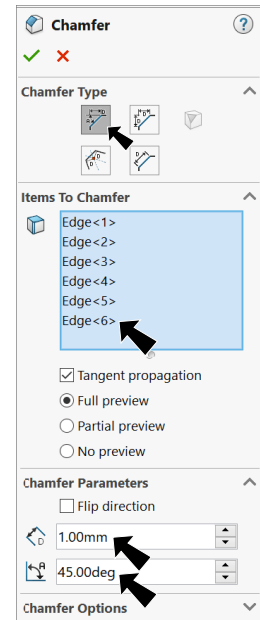 Chamfer
Chamfer Type
Items To Chamfer
Edge<1>
Edge<2>
Edge<3>
Edge<4>
Edge<5>
Edge<6>
Tangent propagation
Full preview
Partial preview
No preview
Chamfer Parameters
Flip direction
D
1.00mm
A
45.00deg
Chamfer Options